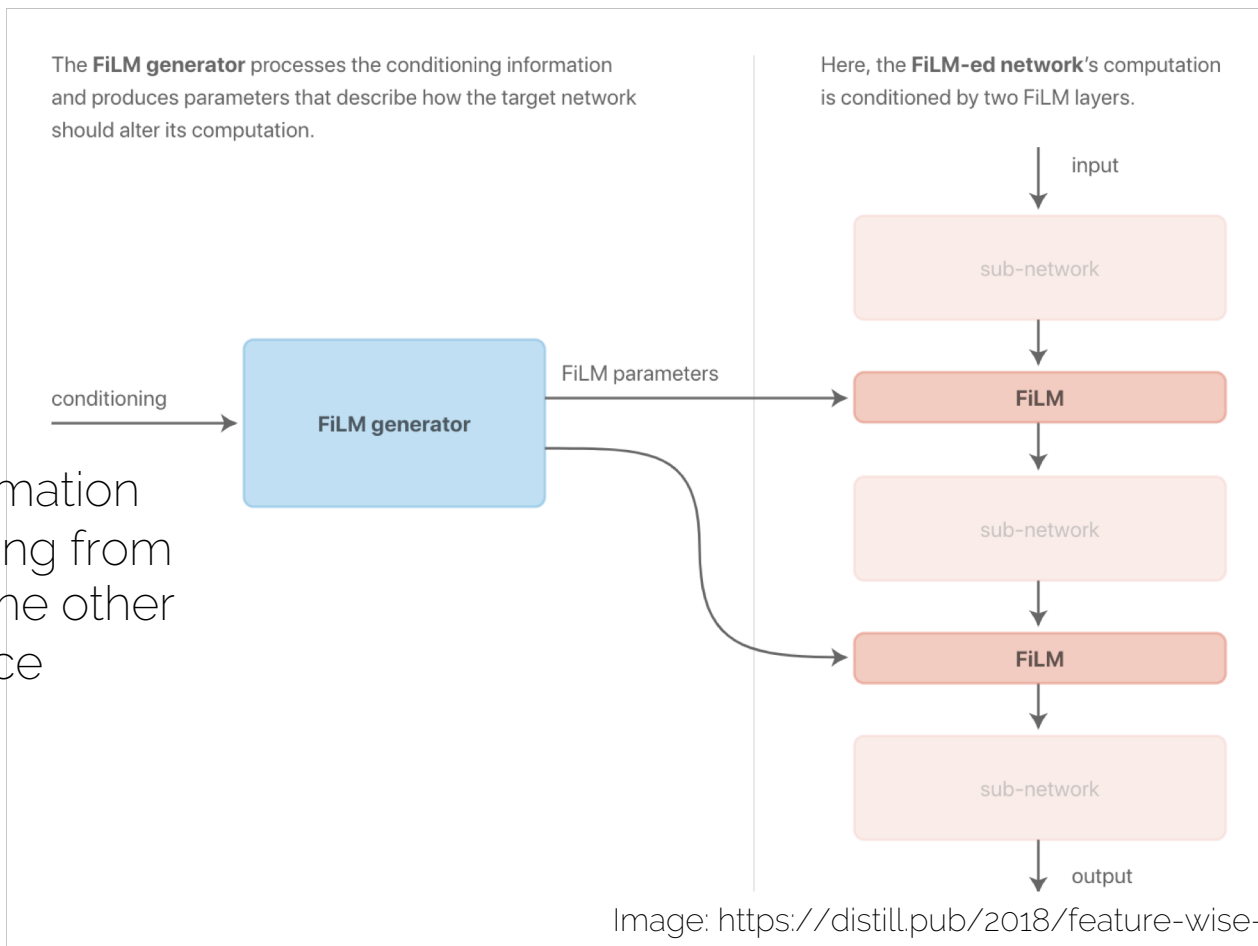 The FiLM generator processes the conditioning information
and produces parameters that describe how the target network
should alter its computation.
Here, the FiLM-ed network's computation
is conditioned by two FiLM layers.
input
sub-network
FiLM parameters
conditioning
FiLM generator
FiLM
mation
ng from
me other
ce
sub-network
FiLM
sub-network
output
Image: https://distill.pub/2018/feature-wise-